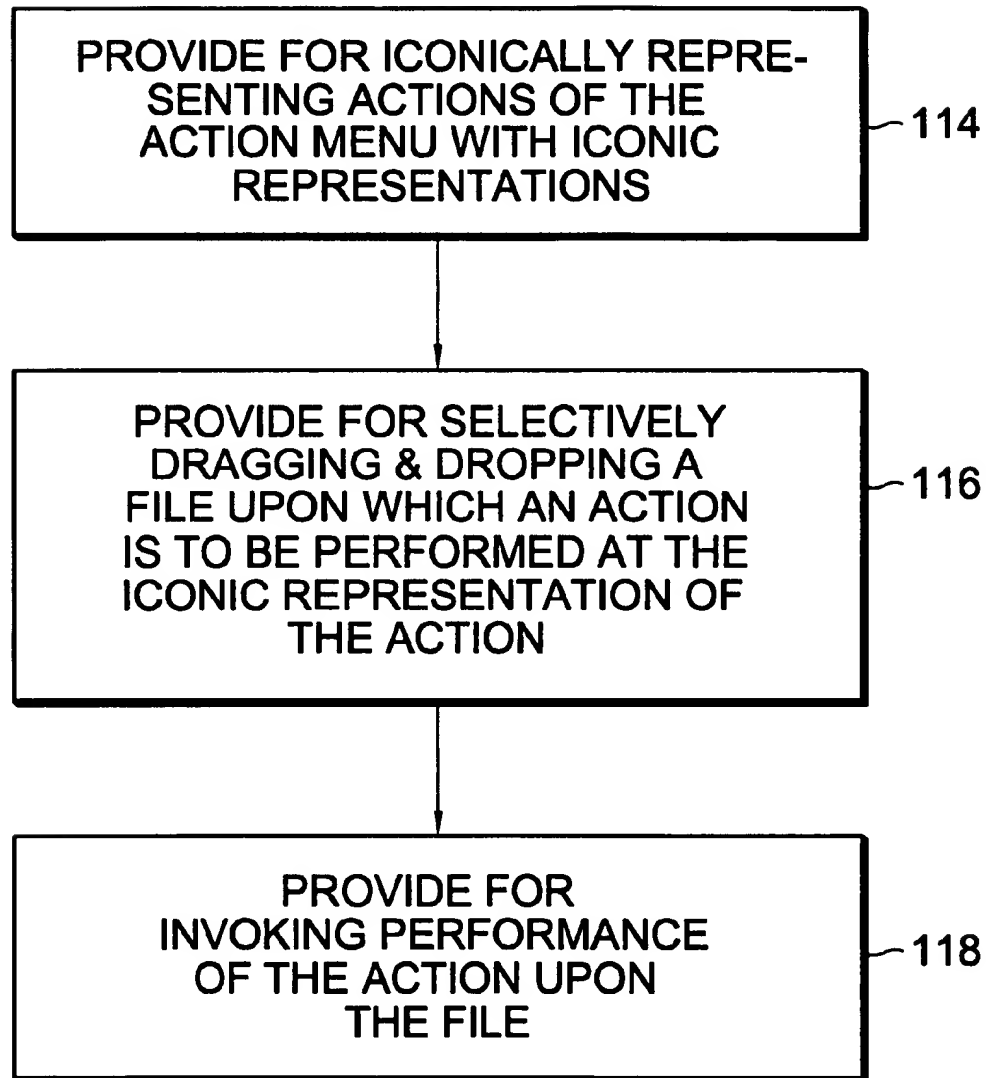 PROVIDE FOR ICONICALLY REPRE-
SENTING ACTIONS OF THE
ACTION MENU WITH ICONIC
REPRESENTATIONS
114
PROVIDE FOR SELECTIVELY
DRAGGING & DROPPING A
FILE UPON WHICH AN ACTION
IS TO BE PERFORMED AT THE
ICONIC REPRESENTATION OF
THE ACTION
116
PROVIDE FOR
INVOKING PERFORMANCE
OF THE ACTION UPON
THE FILE
118